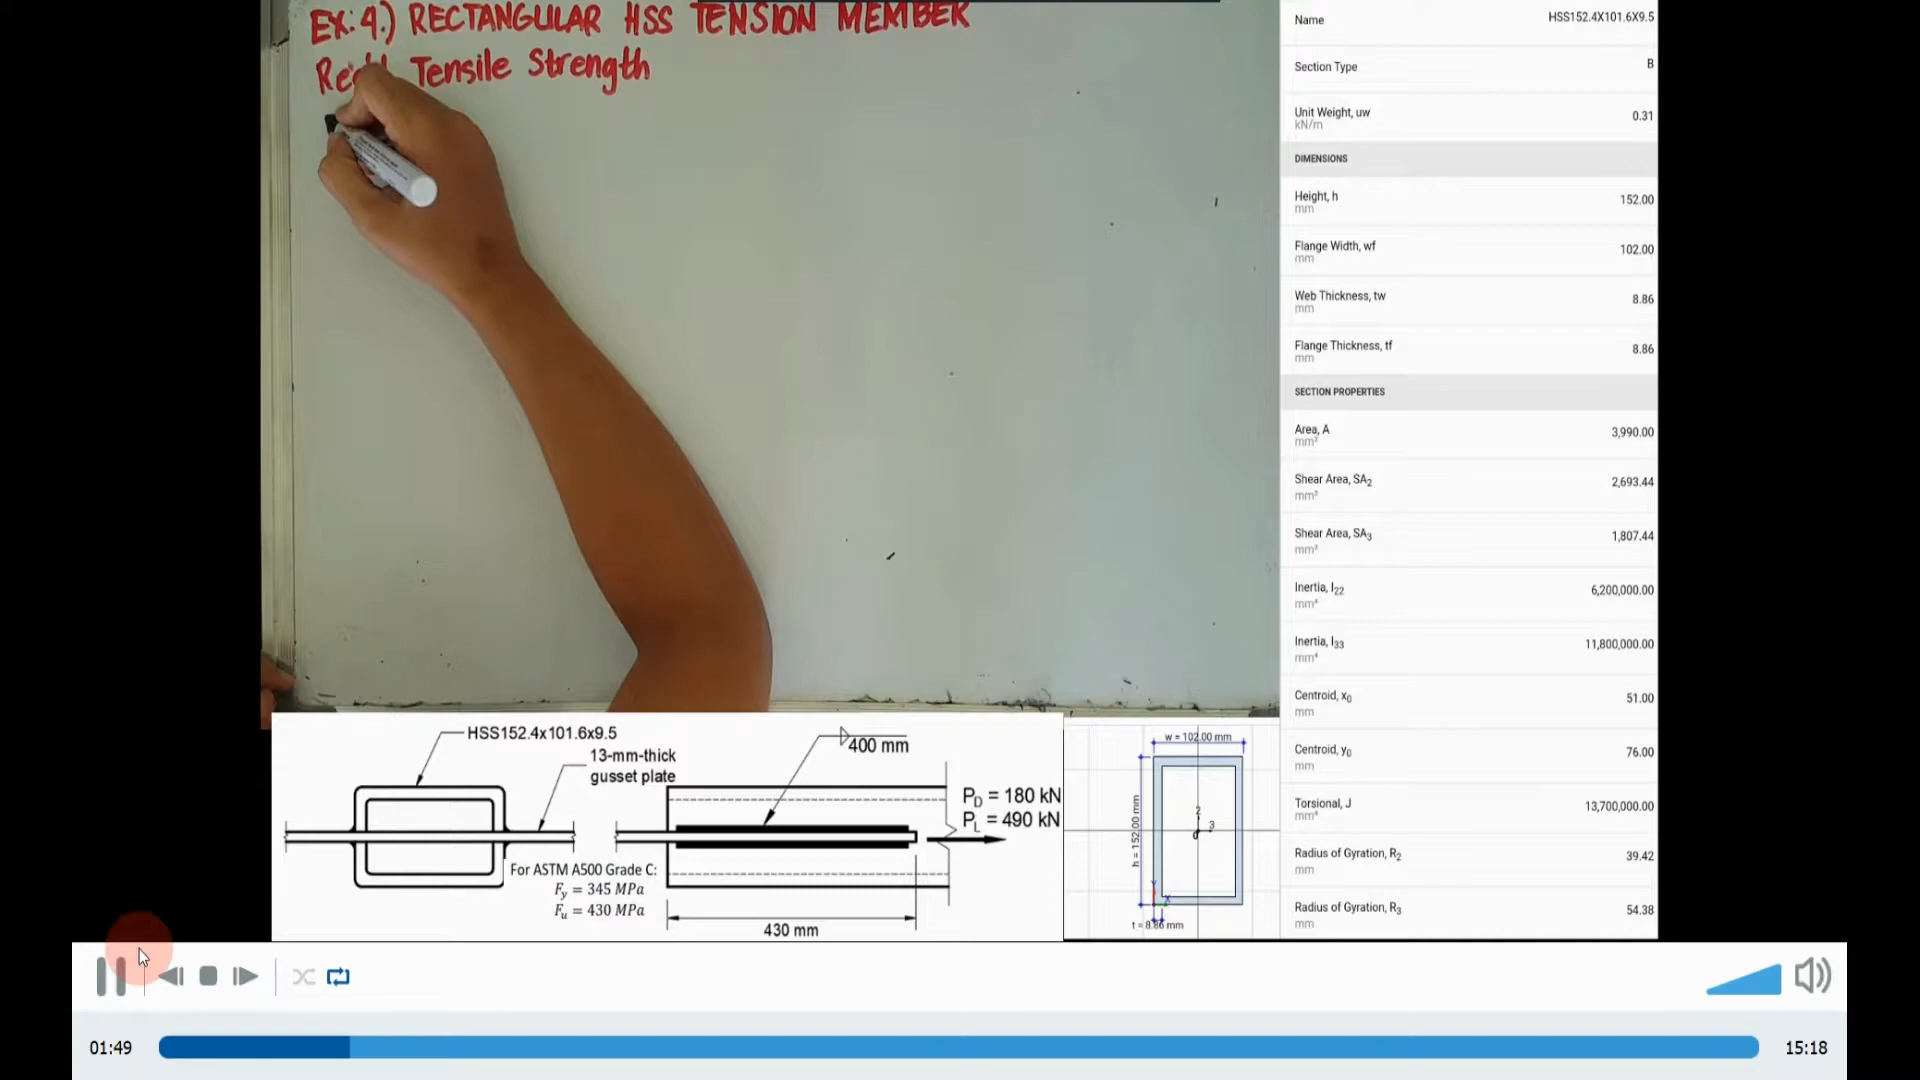 EX: 4.) RECTANGULAR HSS TENSION MEMBER
Tensile Strength
Name HSS152.4X101.6X9.5
Section Type B
Unit Weight, uw 0.31
kN/m
DIMENSIONS
Height, h 152.00
mm
Flange Width, wf 102.00
mm
Web Thickness, tw 8.86
mm
Flange Thickness, tf 8.86
mm
SECTION PROPERTIES
Area, A 3,990.00
mm²
Shear Area, SA2 2,693.44
mm²
Shear Area, SA3 1,807.44
mm²
Inertia, I22 6,200,000.00
mm⁴
Inertia, I33 11,800,000.00
mm⁴
Centroid, x0 51.00
mm
Centroid, y0 76.00
mm
Torsional, J 13,700,000.00
mm⁴
Radius of Gyration, R2 39.42
mm
Radius of Gyration, R3 54.38
mm
HSS152.4x101.6x9.5
13-mm-thick
gusset plate
For ASTM A500 Grade C:
Fy = 345 MPa
Fu = 430 MPa
400 mm
PD = 180 kN
PL = 490 kN
430 mm
w = 102.00 mm
h = 152.00 mm
2
3
0
Y
X
t = 8.86 mm
01:49
15:18